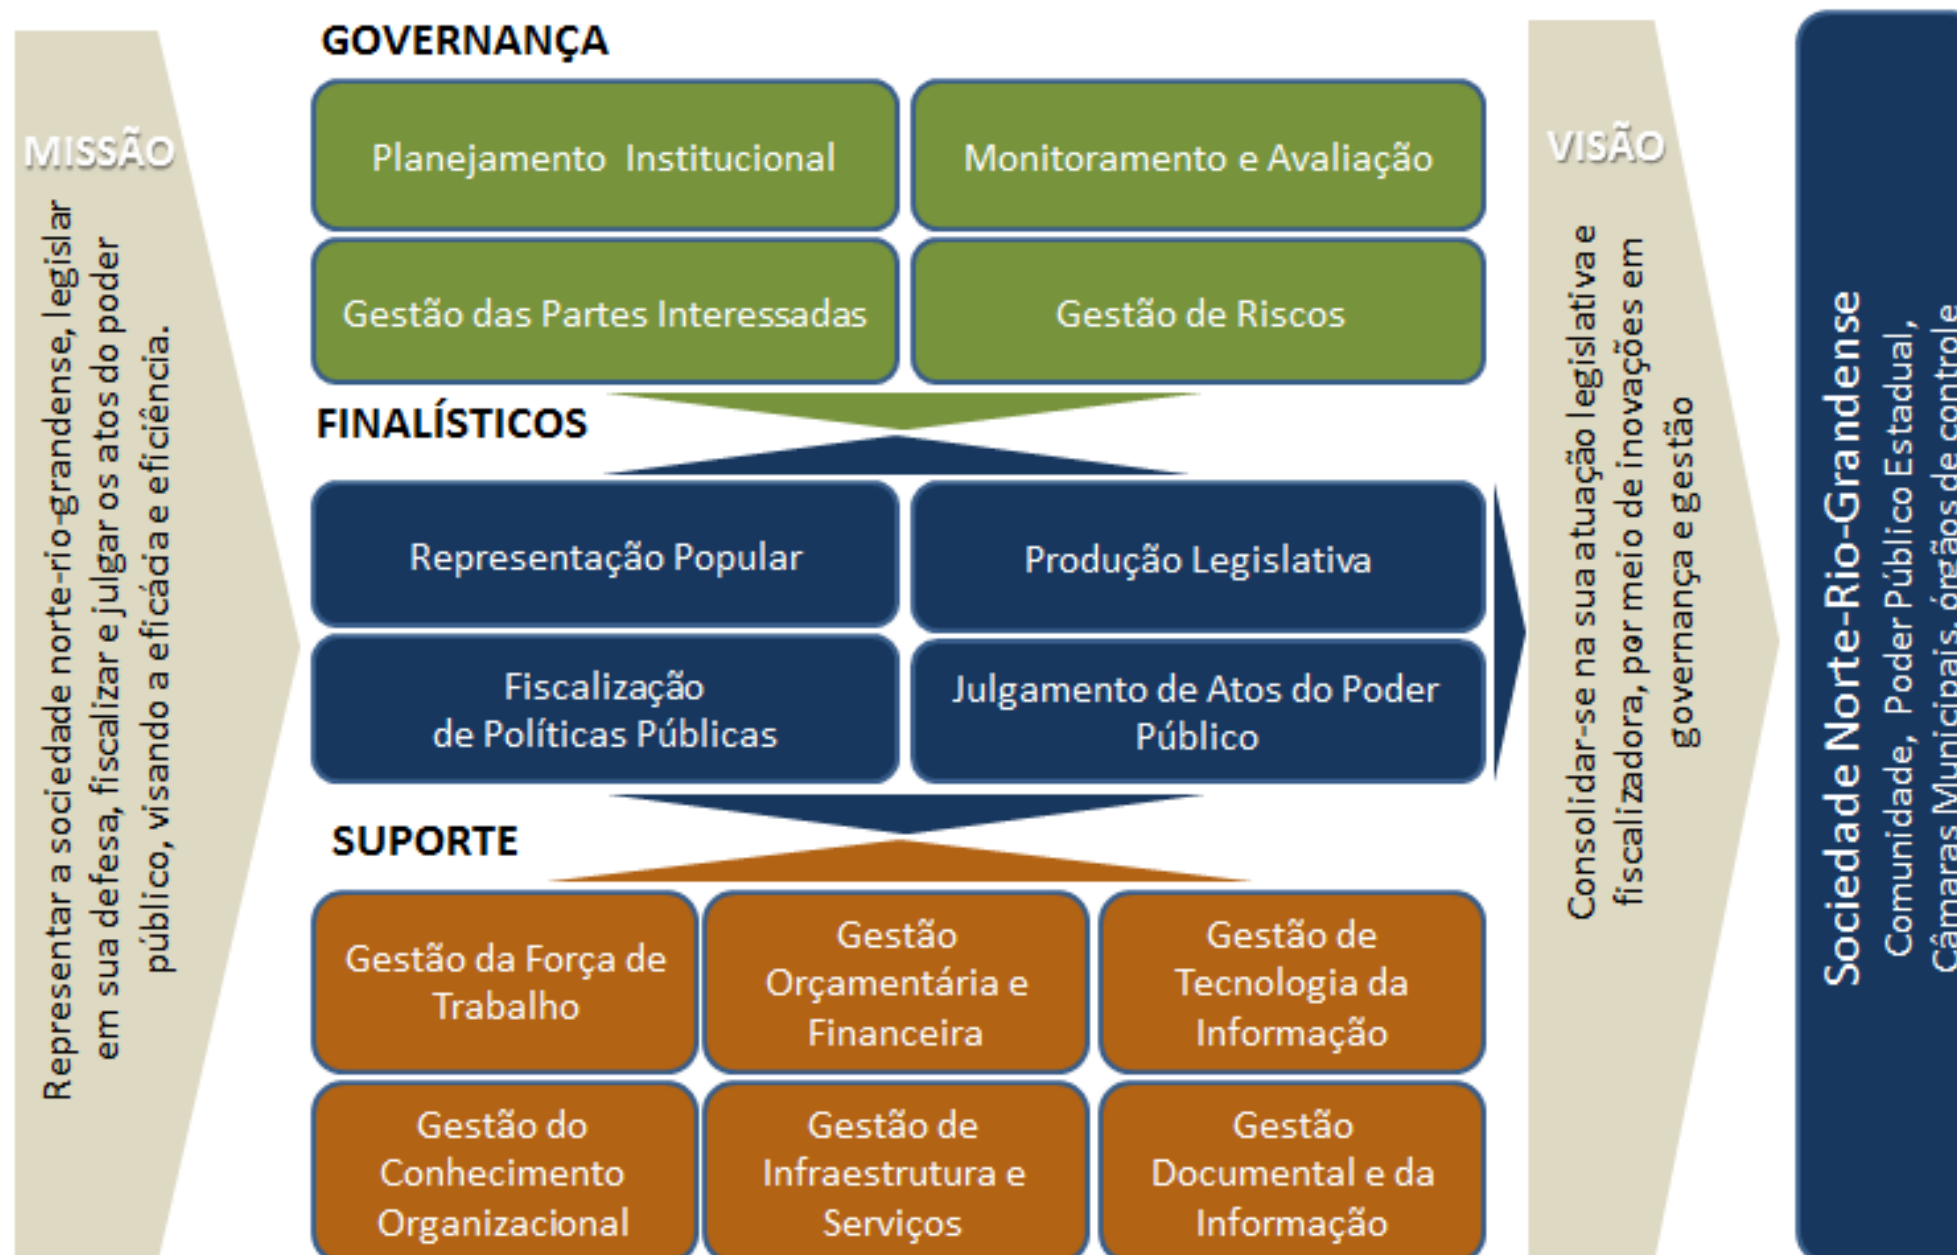 MISSÃO
Representar a sociedade norte-rio-grandense, legislar
em sua defesa, fiscalizar e julgar os atos do poder
público, visando a eficácia e eficiência.
GOVERNANÇA
Planejamento Institucional
Monitoramento e Avaliação
Gestão das Partes Interessadas
Gestão de Riscos
FINALÍSTICOS
Representação Popular
Produção Legislativa
Fiscalização
de Políticas Públicas
Julgamento de Atos do Poder
Público
SUPORTE
Gestão da Força de
Trabalho
Gestão
Orçamentária e
Financeira
Gestão de
Tecnologia da
Informação
Gestão do
Conhecimento
Organizacional
Gestão de
Infraestrutura e
Serviços
Gestão
Documental e da
Informação
VISÃO
Consolidar-se na sua atuação legislativa e
fiscalizadora, por meio de inovações em
governança e gestão
Sociedade Norte-Rio-Grandense
Comunidade, Poder Público Estadual,
Câmaras Municipais, órgãos de controle